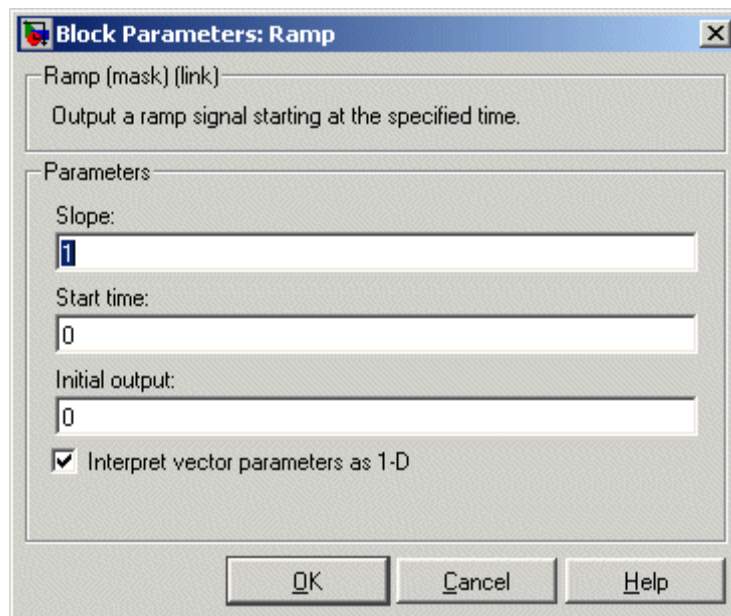 Block Parameters: Ramp
Ramp (mask) (link)
Output a ramp signal starting at the specified time.
Parameters
Slope:
1
Start time:
0
Initial output:
0
Interpret vector parameters as 1-D
OK Cancel Help